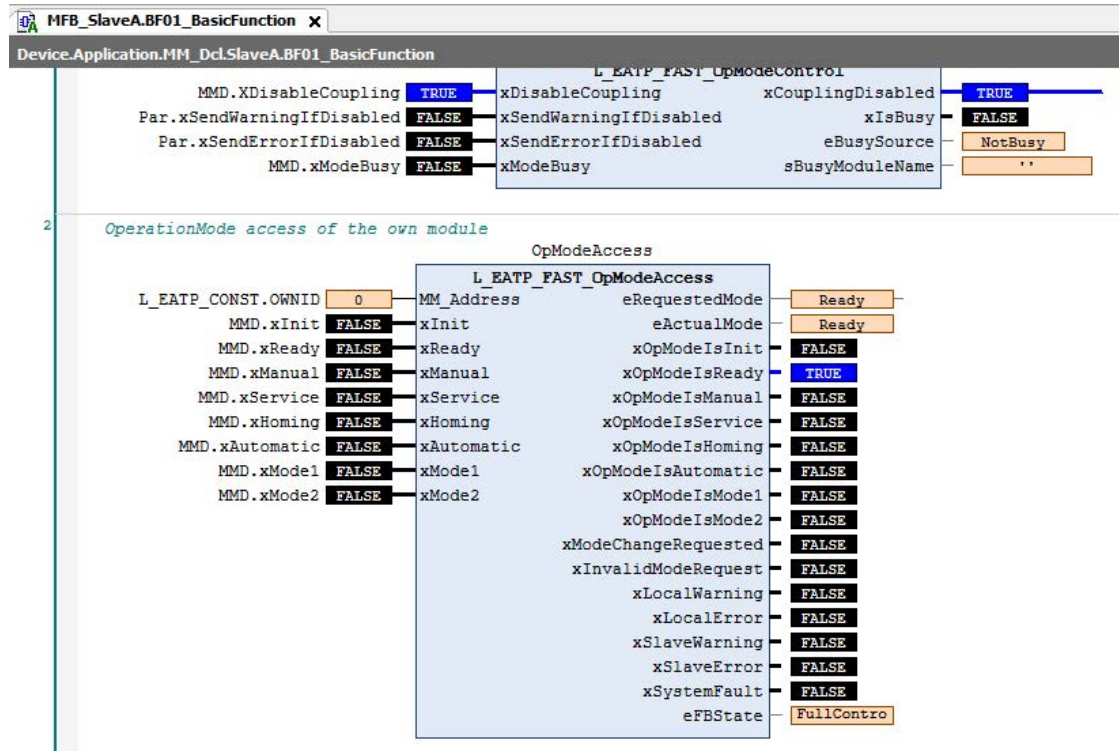 MFB_SlaveA.BF01_BasicFunction x
Device.Application.MM_Dcl.SlaveA.BF01_BasicFunction
L_EATP_FAST_OpModeControl
MMD.XDisableCoupling TRUE xDisableCoupling xCouplingDisabled TRUE
Par.xSendWarningIfDisabled FALSE xSendWarningIfDisabled xIsBusy FALSE
Par.xSendErrorIfDisabled FALSE xSendErrorIfDisabled eBusySource NotBusy
MMD.xModeBusy FALSE xModeBusy sBusyModuleName ''
2 OperationMode access of the own module
OpModeAccess
L_EATP_FAST_OpModeAccess
L_EATP_CONST.OWNID 0 MM_Address eRequestedMode Ready
MMD.xInit FALSE xInit eActualMode Ready
MMD.xReady FALSE xReady xOpModeIsInit FALSE
MMD.xManual FALSE xManual xOpModeIsReady TRUE
MMD.xService FALSE xService xOpModeIsManual FALSE
MMD.xHoming FALSE xHoming xOpModeIsService FALSE
MMD.xAutomatic FALSE xAutomatic xOpModeIsHoming FALSE
MMD.xMode1 FALSE xMode1 xOpModeIsAutomatic FALSE
MMD.xMode2 FALSE xMode2 xOpModeIsMode1 FALSE
xOpModeIsMode2 FALSE
xModeChangeRequested FALSE
xInvalidModeRequest FALSE
xLocalWarning FALSE
xLocalError FALSE
xSlaveWarning FALSE
xSlaveError FALSE
xSystemFault FALSE
eFBState FullContro